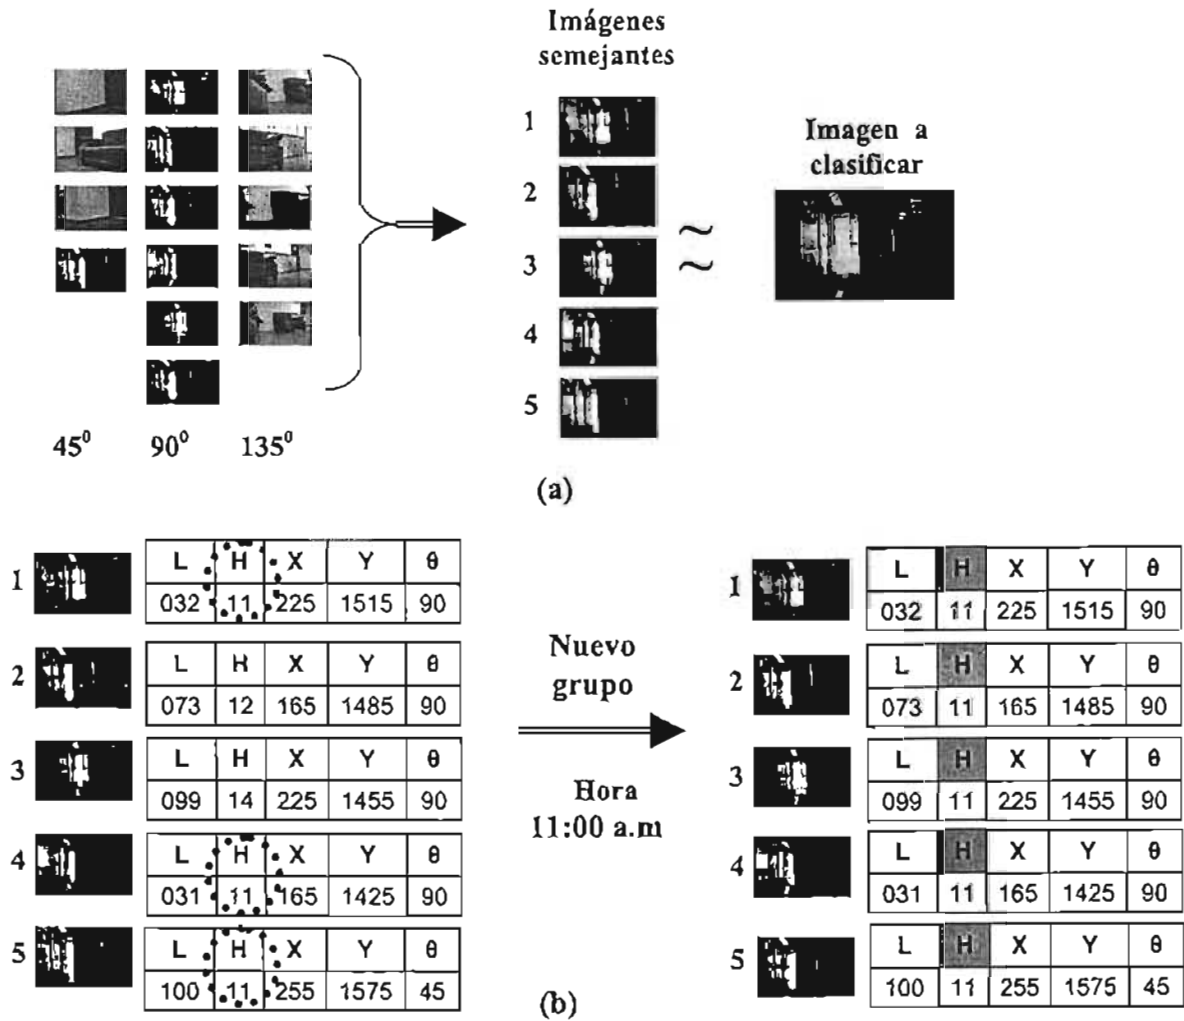 Imágenes
semejantes
1
2
3
4
5
Imagen a
clasificar
45⁰ 90⁰ 135⁰
(a)
1
L H X Y θ
032 11 225 1515 90
2
L H X Y θ
073 12 165 1485 90
3
L H X Y θ
099 14 225 1455 90
4
L H X Y θ
031 11 165 1425 90
5
L H X Y θ
100 11 255 1575 45
Nuevo
grupo
Hora
11:00 a.m
1
L H X Y θ
032 11 225 1515 90
2
L H X Y θ
073 11 165 1485 90
3
L H X Y θ
099 11 225 1455 90
4
L H X Y θ
031 11 165 1425 90
5
L H X Y θ
100 11 255 1575 45
(b)